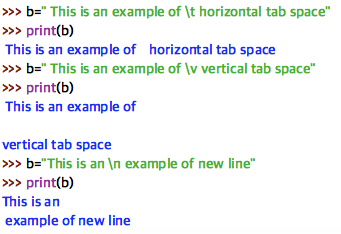 >>> b=" This is an example of \t horizontal tab space"
>>> print(b)
 This is an example of    horizontal tab space
>>> b=" This is an example of \v vertical tab space"
>>> print(b)
 This is an example of
vertical tab space
>>> b="This is an \n example of new line"
>>> print(b)
This is an
 example of new line